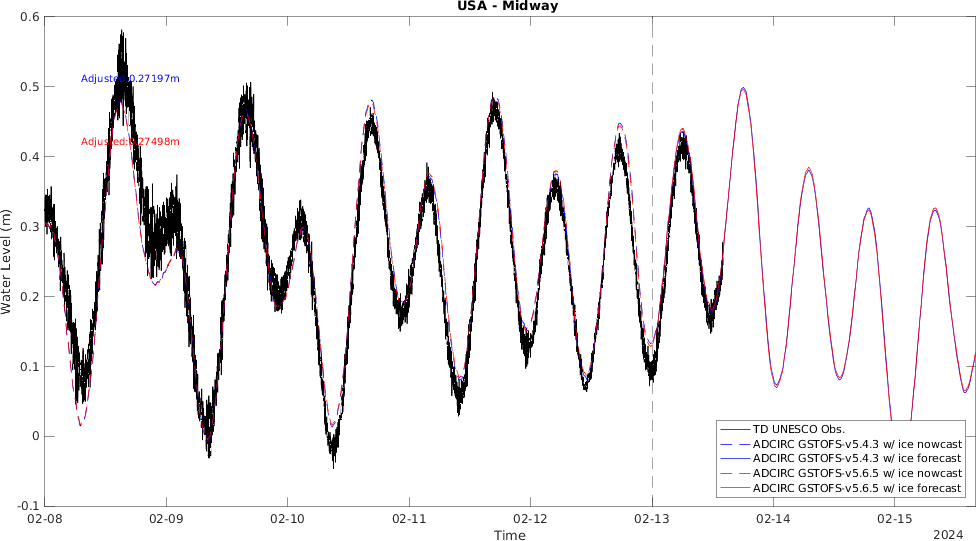 USA - Midway
0.6
0.5
0.4
0.3
0.2
0.1
0
-0.1
Water Level (m)
Adjusted:0.27197m
Adjusted:0.27498m
TD UNESCO Obs.
ADCIRC GSTOFS-v5.4.3 w/ ice nowcast
ADCIRC GSTOFS-v5.4.3 w/ ice forecast
ADCIRC GSTOFS-v5.6.5 w/ ice nowcast
ADCIRC GSTOFS-v5.6.5 w/ ice forecast
02-08 02-09 02-10 02-11 02-12 02-13 02-14 02-15
Time
2024